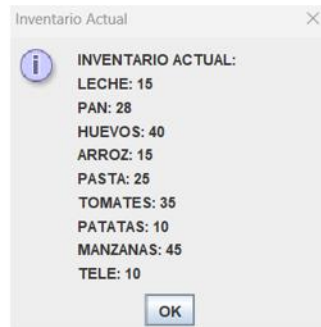 Inventario Actual
INVENTARIO ACTUAL:
LECHE: 15
PAN: 28
HUEVOS: 40
ARROZ: 15
PASTA: 25
TOMATES: 35
PATATAS: 10
MANZANAS: 45
TELE: 10
OK